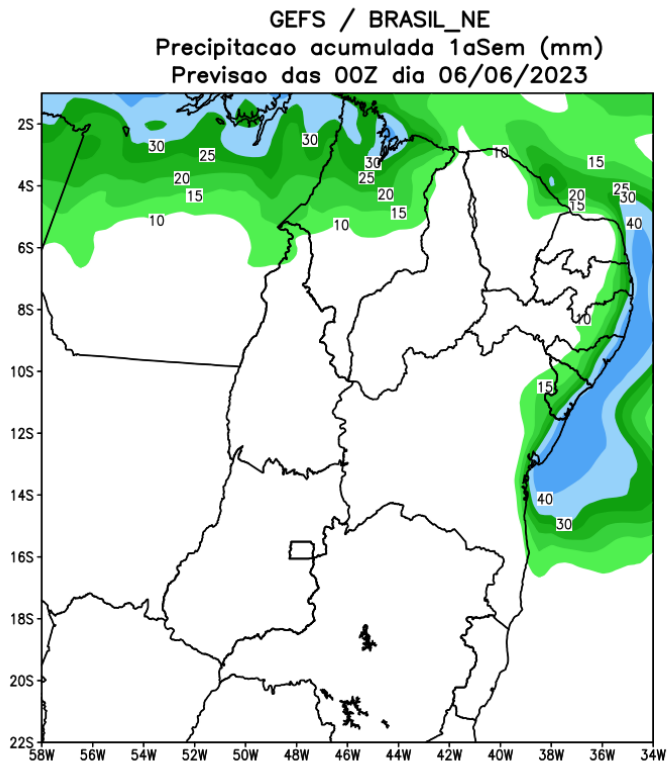 GEFS / BRASIL_NE
Precipitacao acumulada 1aSem (mm)
Previsao das 00Z dia 06/06/2023
2S
4S
6S
8S
10S
12S
14S
16S
18S
20S
22S
30
25
20
15
10
30
30
25
20
15
10
10
15
20
15
25
30
40
10
15
40
30
58W 56W 54W 52W 50W 48W 46W 44W 42W 40W 38W 36W 34W